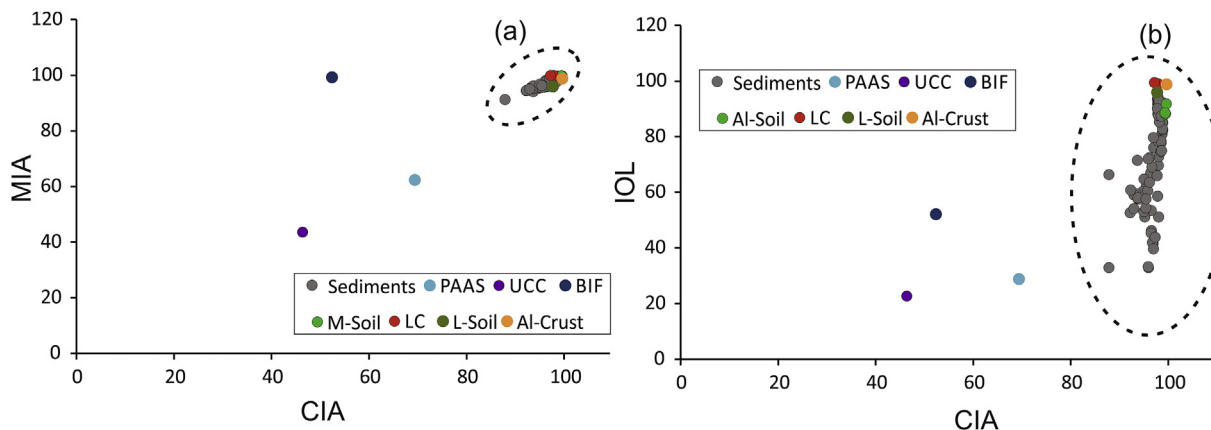 (a)
120
100
80
60
40
20
0
MIA
Sediments PAAS UCC BIF
M-Soil LC L-Soil Al-Crust
0 20 40 60 80 100
CIA
(b)
120
100
80
60
40
20
0
IOL
Sediments PAAS UCC BIF
Al-Soil LC L-Soil Al-Crust
0 20 40 60 80 100
CIA